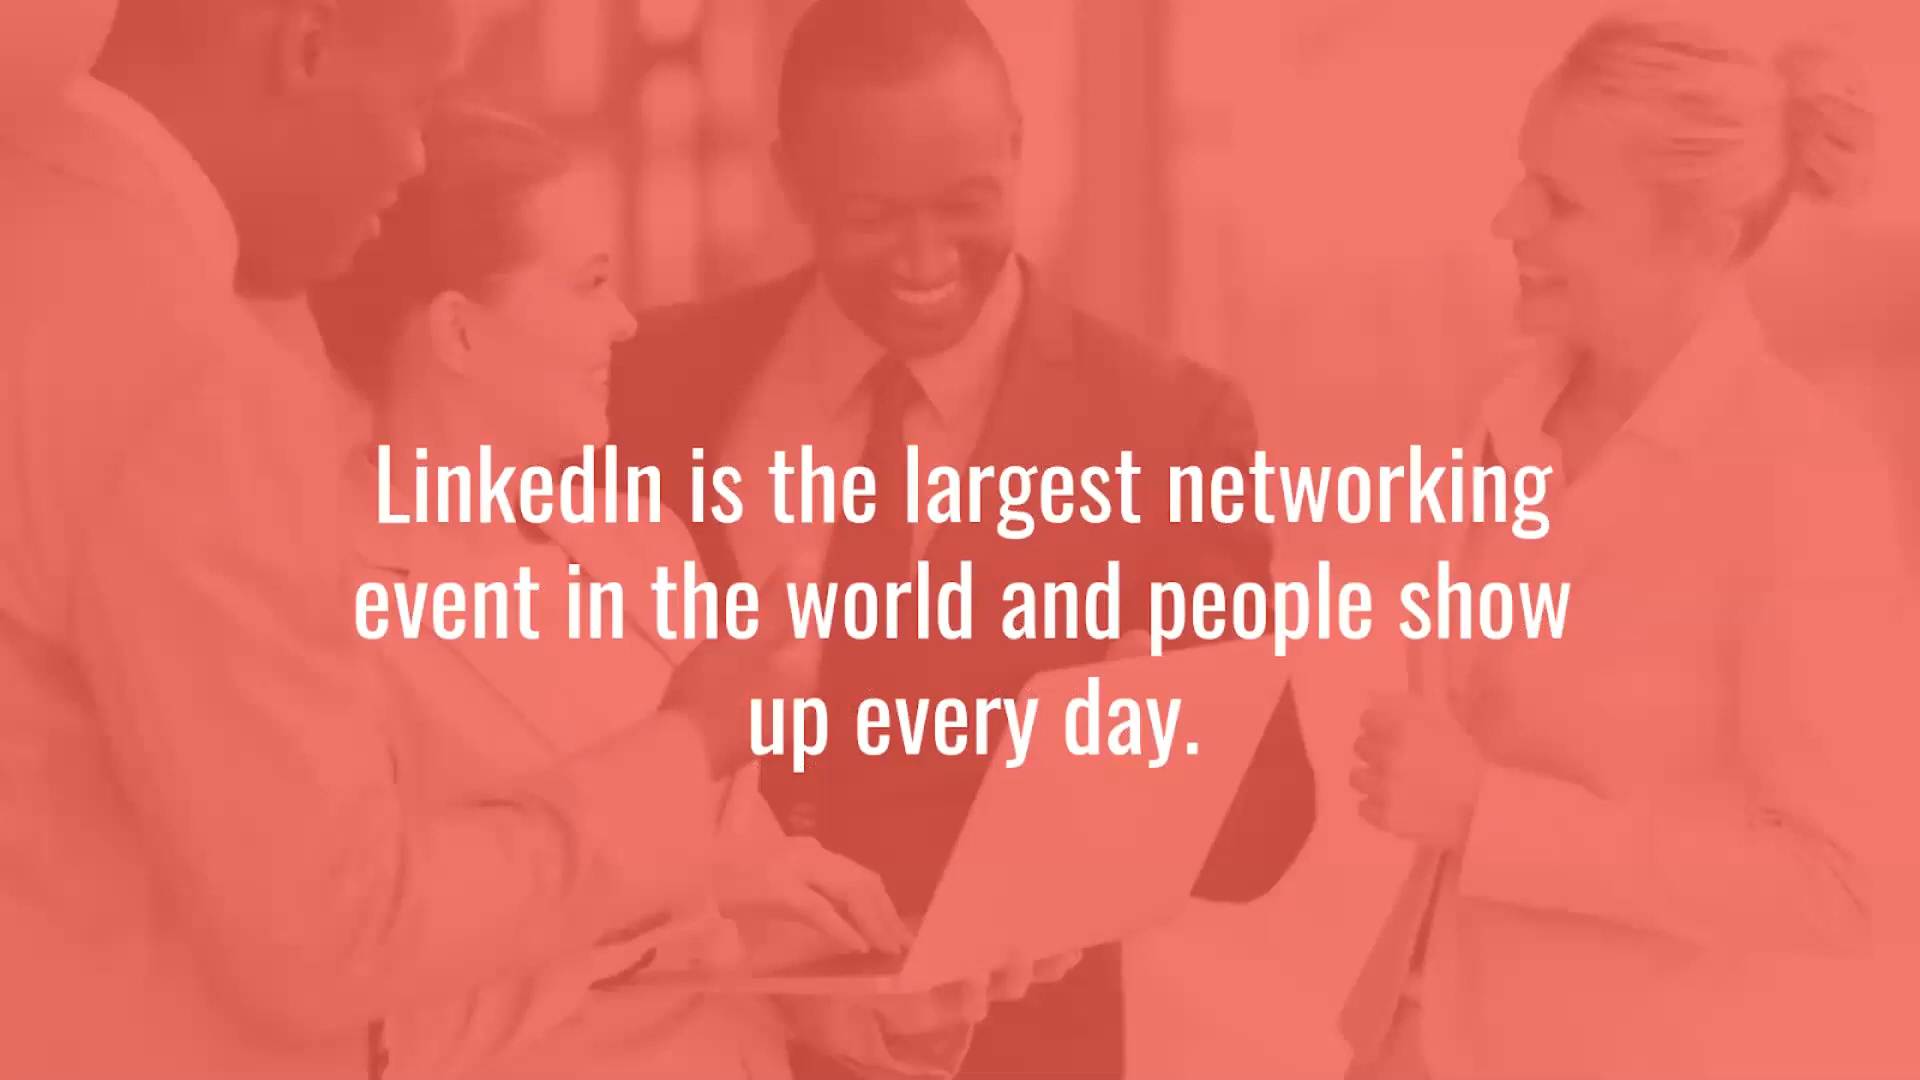 LinkedIn is the largest networking
event in the world and people show
up every day.